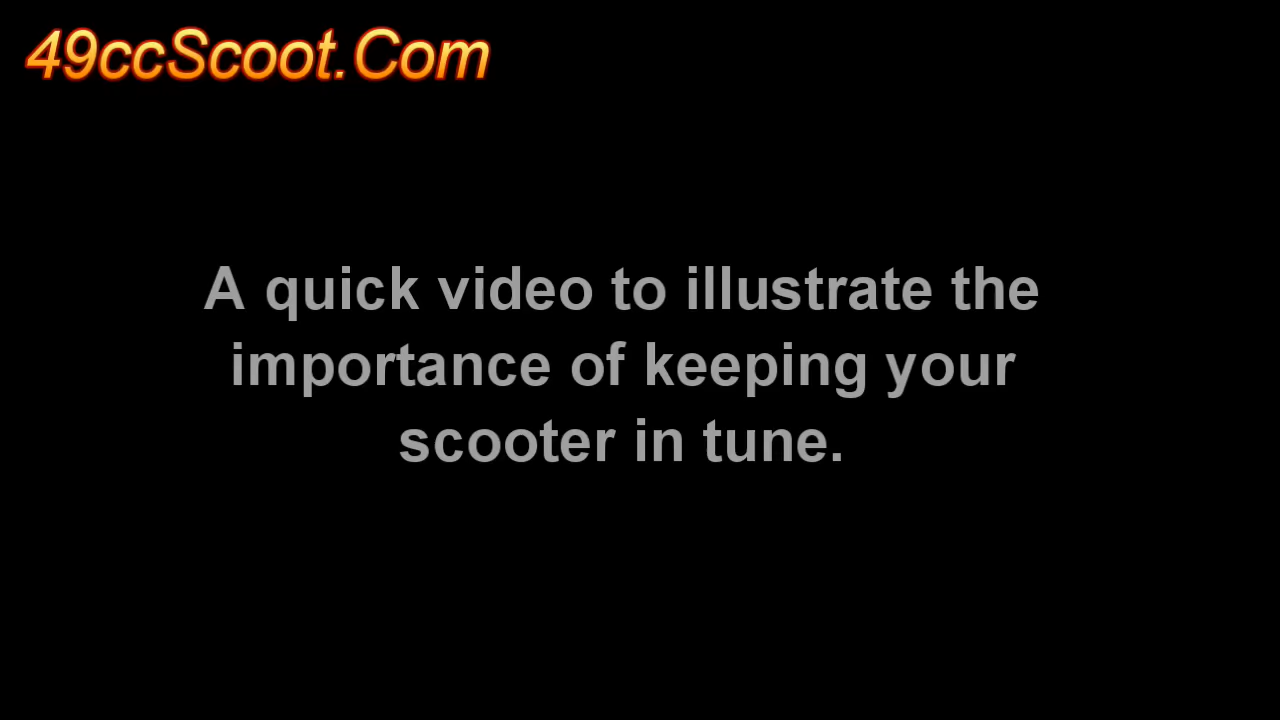 49ccScoot.Com
A quick video to illustrate the
importance of keeping your
scooter in tune.